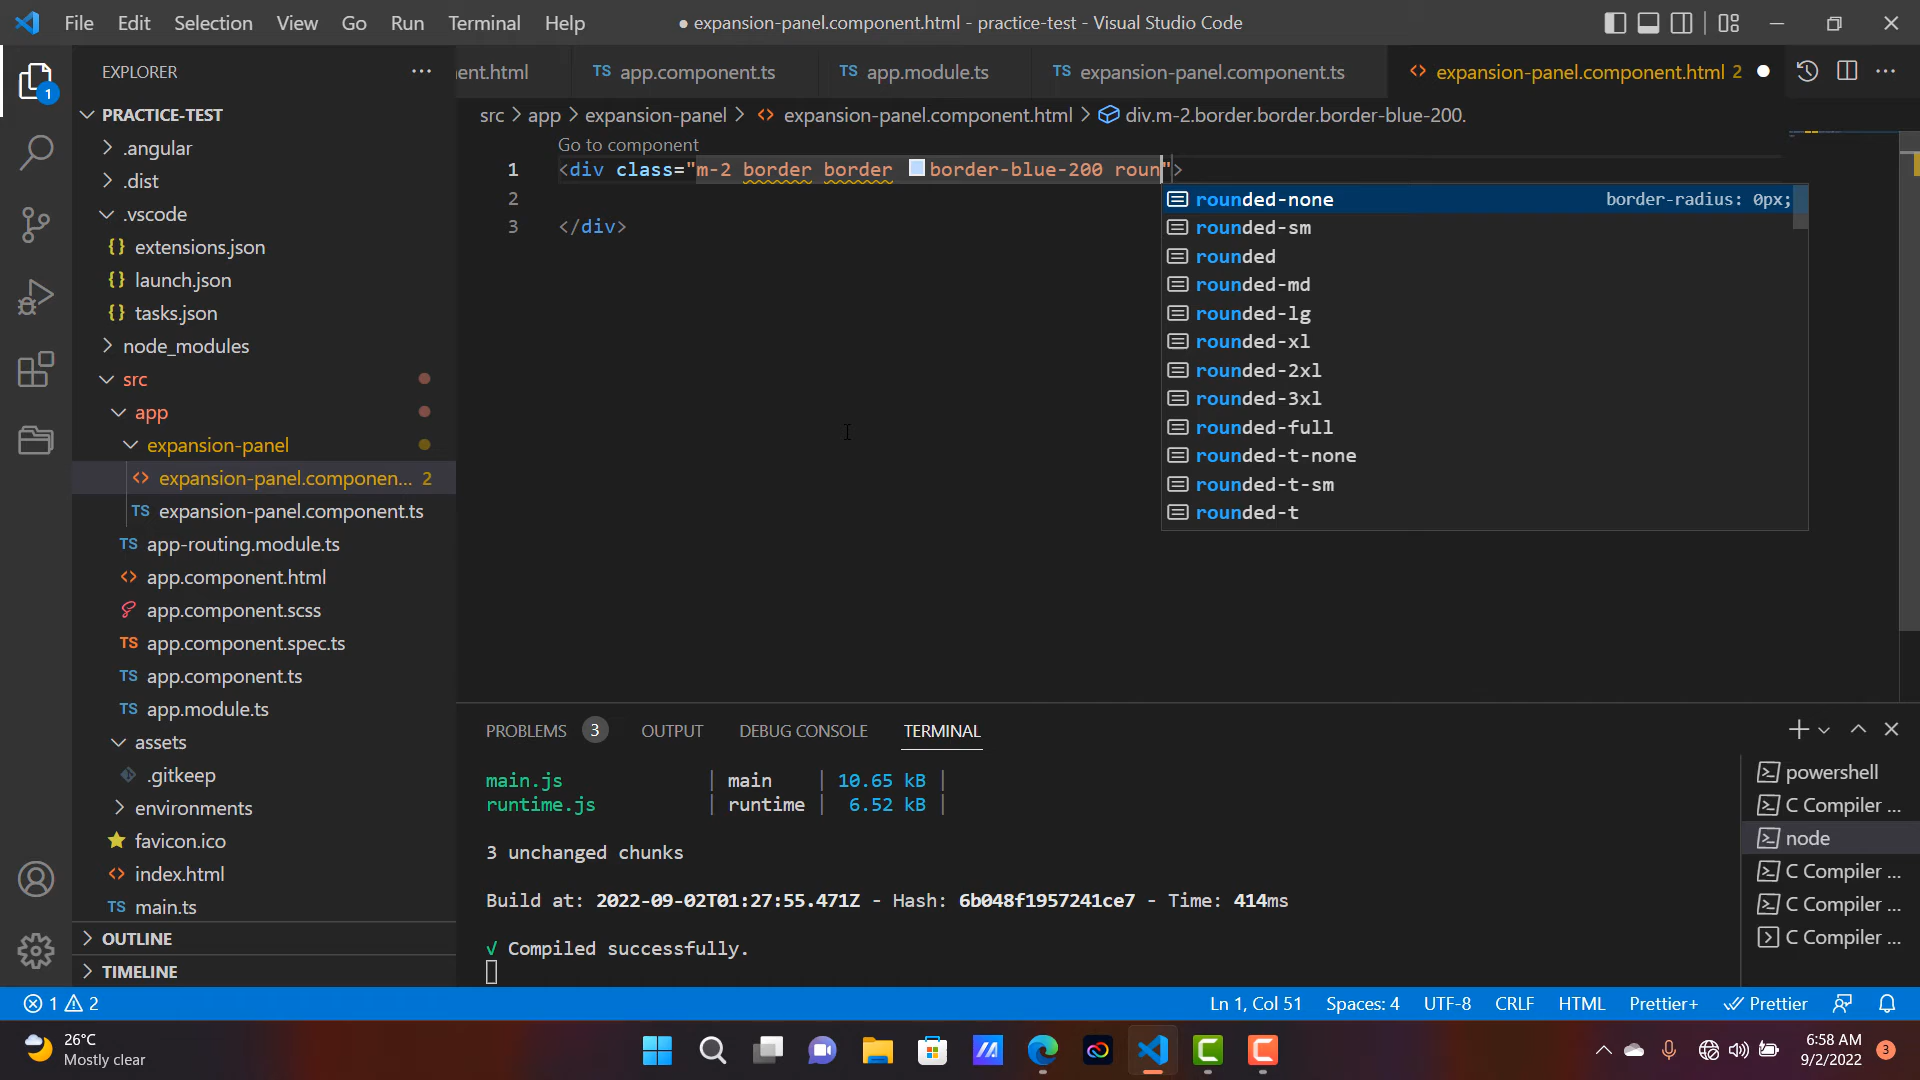 File Edit Selection View Go Run Terminal Help
● expansion-panel.component.html - practice-test - Visual Studio Code
EXPLORER
ent.html
TS app.component.ts
TS app.module.ts
TS expansion-panel.component.ts
<> expansion-panel.component.html 2
src > app > expansion-panel > <> expansion-panel.component.html > div.m-2.border.border.border-blue-200.
1
PRACTICE-TEST
.angular
.dist
.vscode
{} extensions.json
{} launch.json
{} tasks.json
node_modules
src
app
expansion-panel
<> expansion-panel.componen... 2
TS expansion-panel.component.ts
TS app-routing.module.ts
<> app.component.html
app.component.scss
TS app.component.spec.ts
TS app.component.ts
TS app.module.ts
assets
.gitkeep
environments
favicon.ico
<> index.html
TS main.ts
OUTLINE
TIMELINE
Go to component
1 <div class="m-2 border border border-blue-200 roun">
2
3 </div>
rounded-none border-radius: 0px;
rounded-sm
rounded
rounded-md
rounded-lg
rounded-xl
rounded-2xl
rounded-3xl
rounded-full
rounded-t-none
rounded-t-sm
rounded-t
PROBLEMS 3 OUTPUT DEBUG CONSOLE TERMINAL
main.js | main | 10.65 kB |
runtime.js | runtime | 6.52 kB |
3 unchanged chunks
Build at: 2022-09-02T01:27:55.471Z - Hash: 6b048f1957241ce7 - Time: 414ms
√ Compiled successfully.
powershell
C Compiler ...
node
C Compiler ...
C Compiler ...
C Compiler ...
1 2
Ln 1, Col 51 Spaces: 4 UTF-8 CRLF HTML Prettier+ Prettier
26°C
Mostly clear
6:58 AM
9/2/2022
3